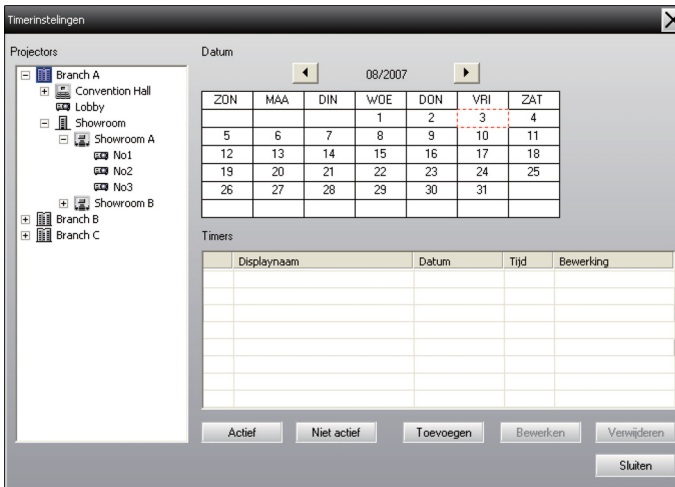 Timerinstelingen
Projectors
Branch A
Convention Hall
Lobby
Showroom
Showroom A
No1
No2
No3
Showroom B
Branch B
Branch C
Datum
08/2007
ZON MAA DIN WOE DON VRI ZAT
1 2 3 4
5 6 7 8 9 10 11
12 13 14 15 16 17 18
19 20 21 22 23 24 25
26 27 28 29 30 31
Timers
Displaynaam Datum Tijd Bewerking
Actief Niet actief Toevoegen Bewerken Verwijderen
Sluiten